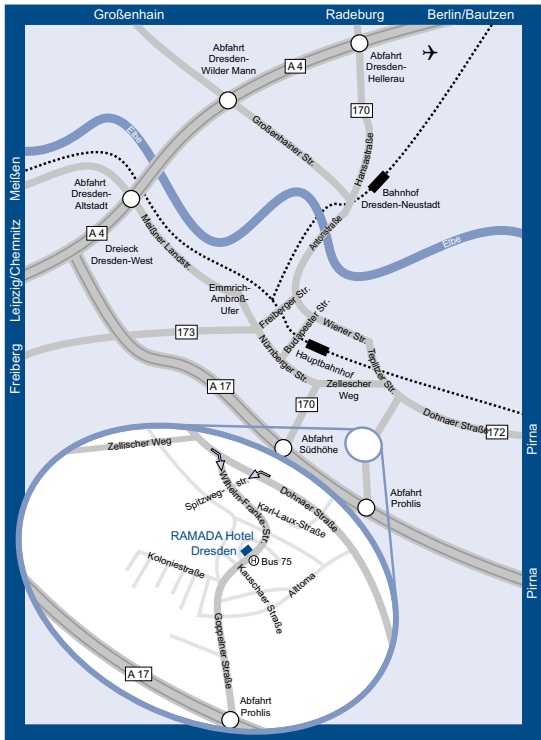 Großenhain
Radeburg
Berlin/Bautzen
Abfahrt
Dresden-
Wilder Mann
A 4
Abfahrt
Dresden-
Hellerau
170
Großenhainer Str.
Hansastraße
Elbe
Meißen
Abfahrt
Dresden-
Altstadt
Bahnhof
Dresden-Neustadt
Leipzig/Chemnitz
A 4
Dreieck
Dresden-West
Meißner Landstr.
Antonstraße
Elbe
Emmrich-
Ambroß-
Ufer
Freiberger Str.
Budapester Str.
Wiener Str.
173
Nürnberger Str.
Hauptbahnhof
Teplitzer Str.
Freiberg
Zellescher
Weg
A 17
170
Dohnaer Straße
172
Pirna
Abfahrt
Südhöhe
Zellischer Weg
Abfahrt
Prohlis
Spitzweg-
str.
Wilhelm-Franke-Str.
Dohnaer Straße
Karl-Laux-Straße
RAMADA Hotel
Dresden
H
Bus 75
Koloniestraße
Kauschaer Straße
Alttorna
Pirna
Goppelner Straße
A 17
Abfahrt
Prohlis